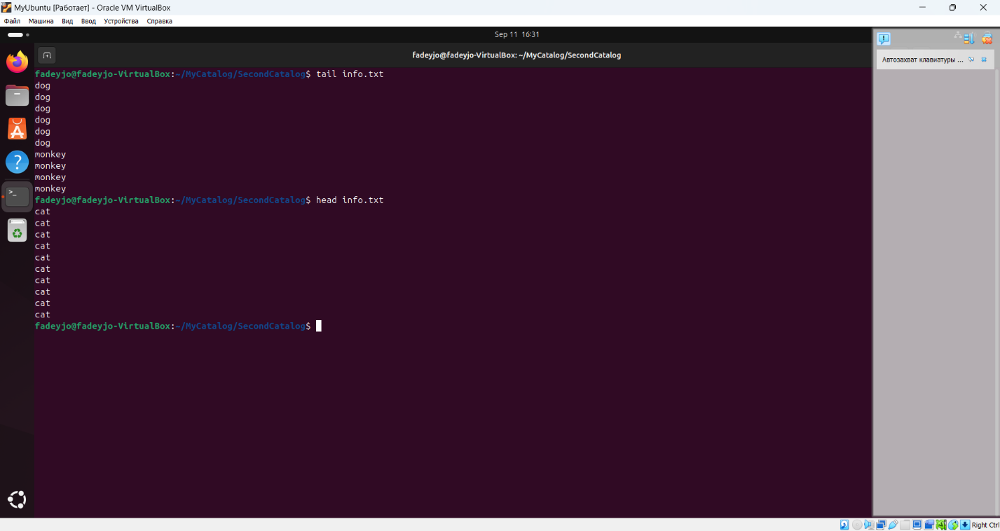 MyUbuntu [Работает] - Oracle VM VirtualBox
Файл Машина Вид Ввод Устройства Справка
Sep 11 16:31
fadeyjo@fadeyjo-VirtualBox: ~/MyCatalog/SecondCatalog
Автозахват клавиатуры ...
fadeyjo@fadeyjo-VirtualBox:~/MyCatalog/SecondCatalog$ tail info.txt
dog
dog
dog
dog
dog
dog
monkey
monkey
monkey
monkey
fadeyjo@fadeyjo-VirtualBox:~/MyCatalog/SecondCatalog$ head info.txt
cat
cat
cat
cat
cat
cat
cat
cat
cat
cat
fadeyjo@fadeyjo-VirtualBox:~/MyCatalog/SecondCatalog$
Right Ctrl